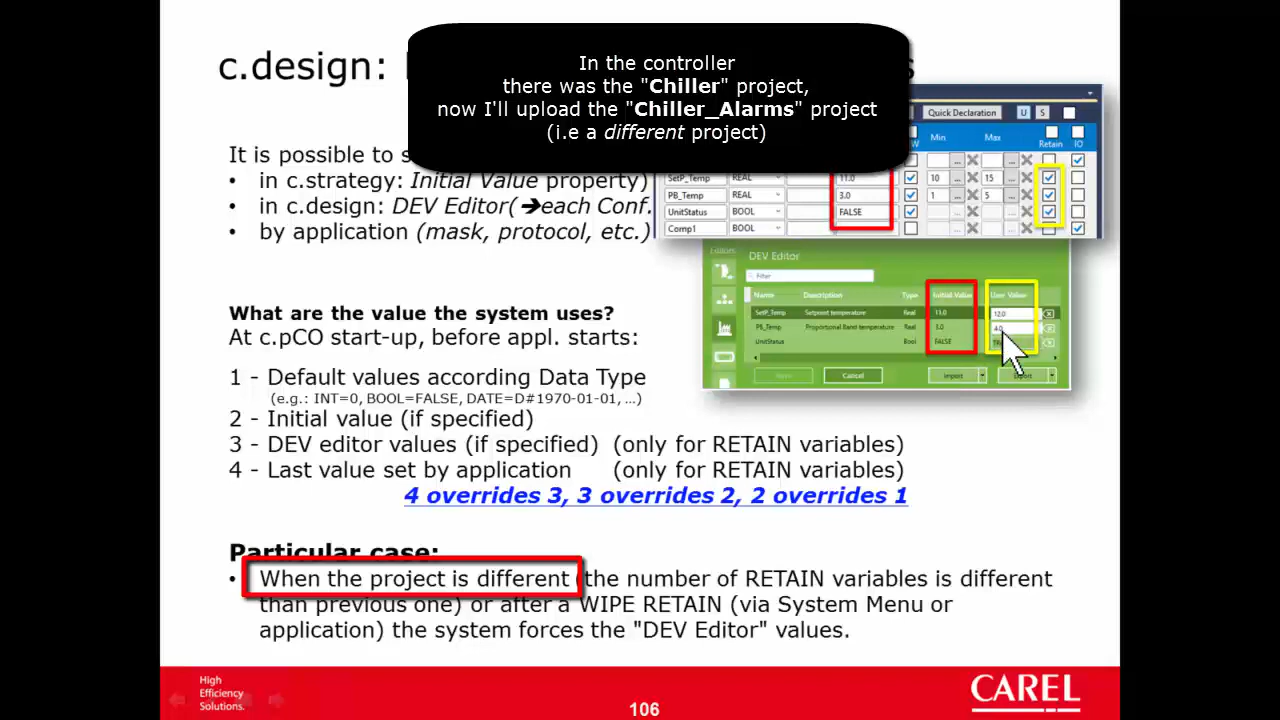 c.design:
In the controller
there was the "Chiller" project,
now I'll upload the "Chiller_Alarms" project
(i.e a different project)
It is possible to s
• in c.strategy: Initial Value property)
• in c.design: DEV Editor(➔each Conf.
• by application (mask, protocol, etc.)
Quick Declaration U S
Min Max Retain IO
SetP_Temp REAL 11.0 10 ... 15 ...
PB_Temp REAL 3.0 1 ... 5 ...
UnitStatus BOOL FALSE
Comp1 BOOL
Editors
DEV Editor
Filter
Name Description Type Initial Value User Value
SetP_Temp Setpoint temperature Real 11.0 12.0
PB_Temp Proportional Band temperature Real 3.0 4.0
UnitStatus Bool FALSE
Cancel Import Export
What are the value the system uses?
At c.pCO start-up, before appl. starts:
1 - Default values according Data Type
(e.g.: INT=0, BOOL=FALSE, DATE=D#1970-01-01, …)
2 - Initial value (if specified)
3 - DEV editor values (if specified) (only for RETAIN variables)
4 - Last value set by application (only for RETAIN variables)
4 overrides 3, 3 overrides 2, 2 overrides 1
Particular case:
• When the project is different (the number of RETAIN variables is different
than previous one) or after a WIPE RETAIN (via System Menu or
application) the system forces the "DEV Editor" values.
High
Efficiency
Solutions.
106
CAREL